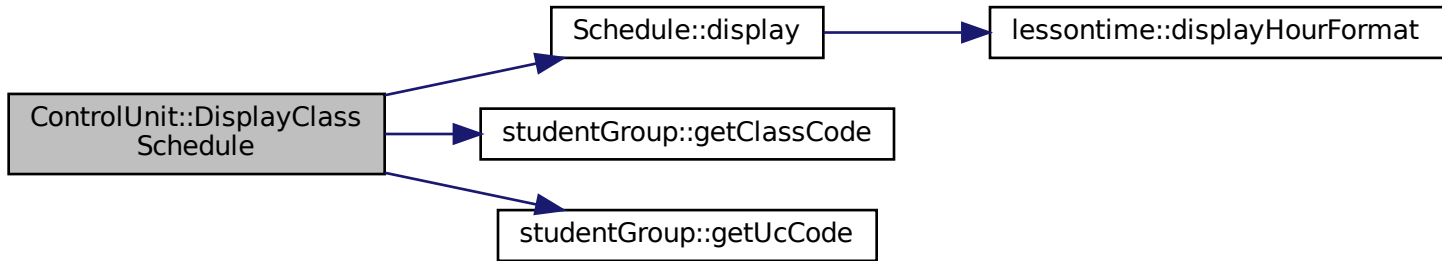 ControlUnit::DisplayClass
Schedule
Schedule::display
lessontime::displayHourFormat
studentGroup::getClassCode
studentGroup::getUcCode